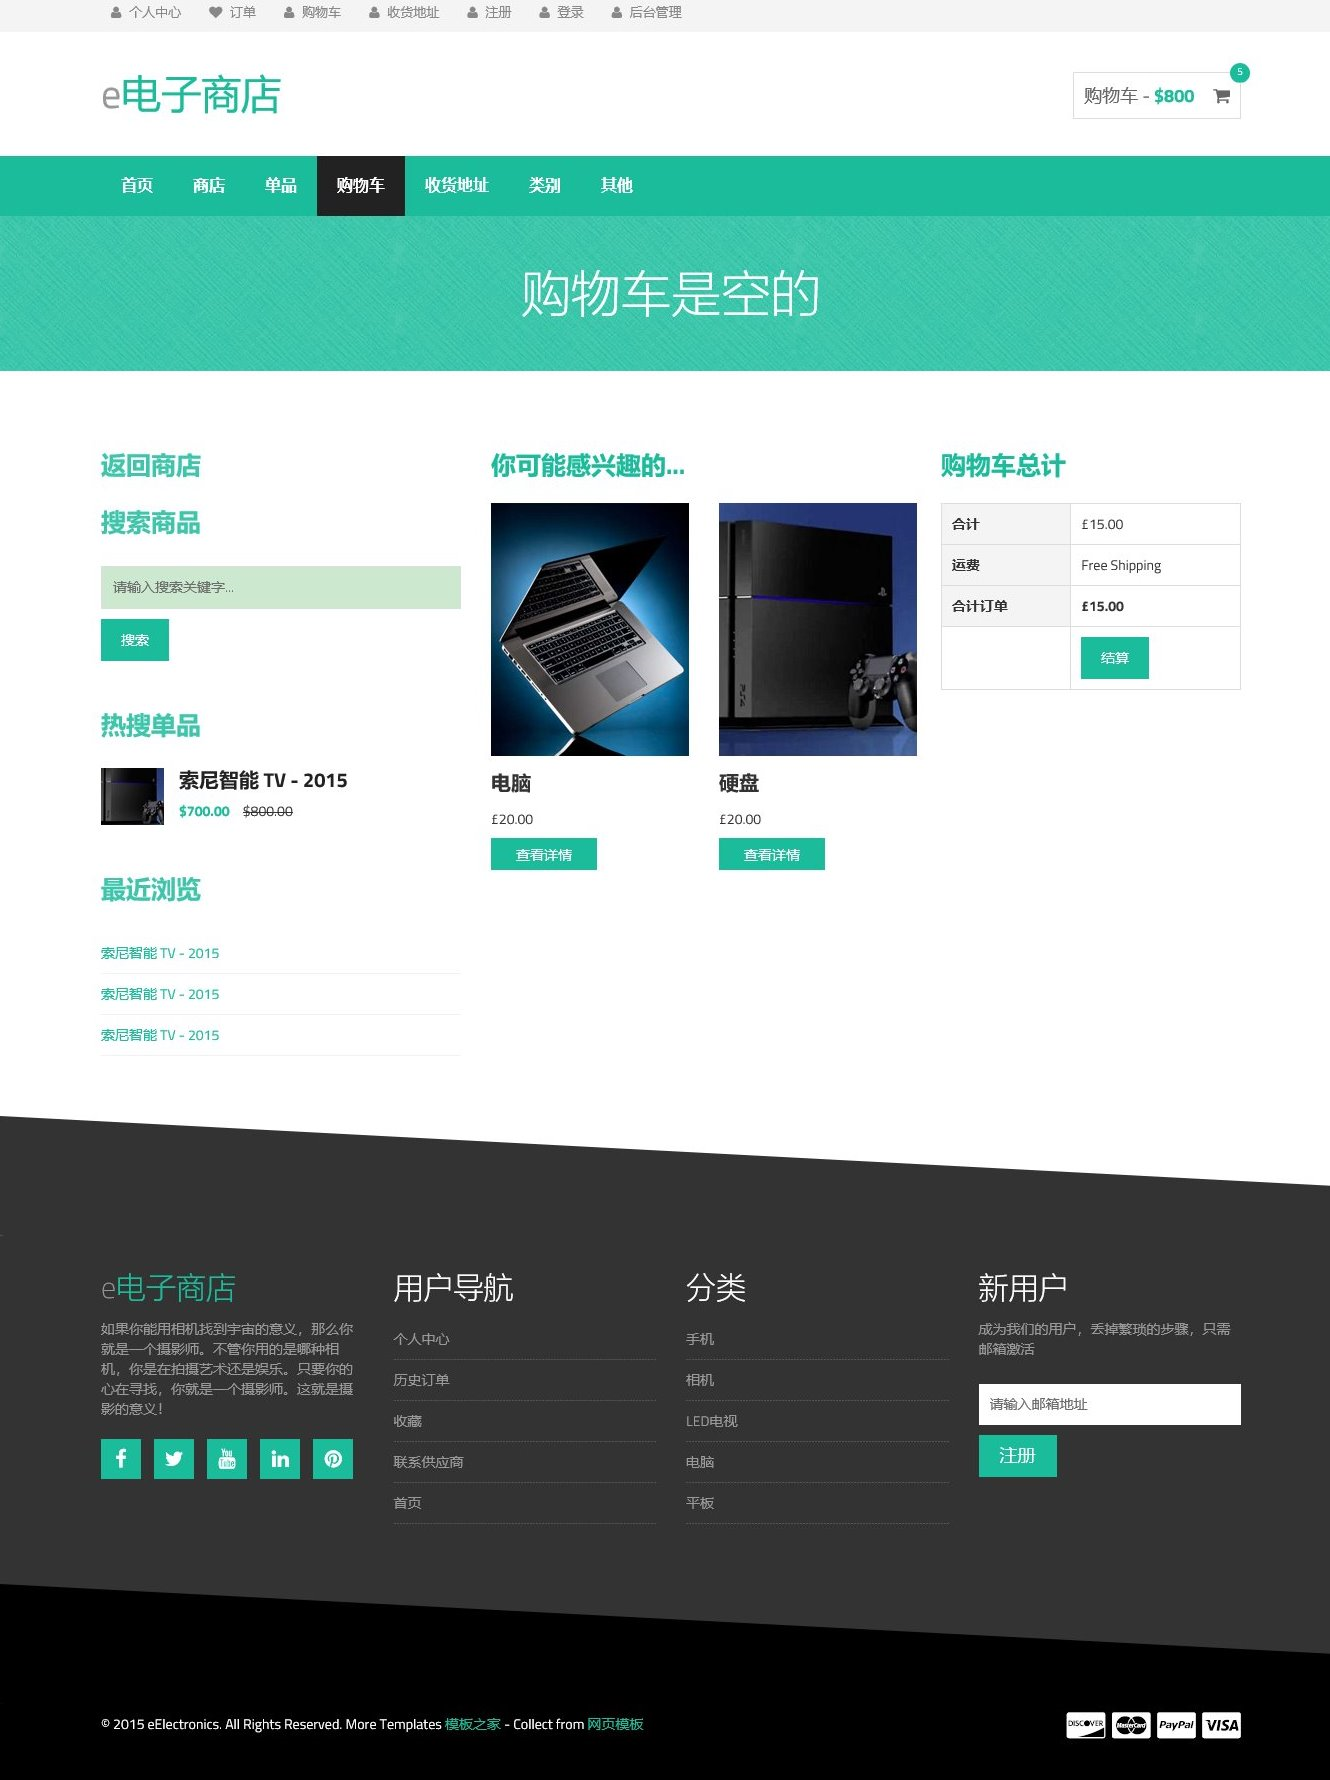 个人中心 订单 购物车 收货地址 注册 登录 后台管理
e电子商店
购物车 - $800
5
首页 商店 单品 购物车 收货地址 类别 其他
购物车是空的
返回商店
搜索商品
请输入搜索关键字...
搜索
热搜单品
索尼智能 TV - 2015
$700.00 $800.00
最近浏览
索尼智能 TV - 2015
索尼智能 TV - 2015
索尼智能 TV - 2015
你可能感兴趣的...
电脑
£20.00
查看详情
PS4
硬盘
£20.00
查看详情
购物车总计
合计 £15.00
运费 Free Shipping
合计订单 £15.00
结算
e电子商店
如果你能用相机找到宇宙的意义，那么你
就是一个摄影师。不管你用的是哪种相
机，你是在拍摄艺术还是娱乐。只要你的
心在寻找，你就是一个摄影师。这就是摄
影的意义！
You Tube
用户导航
个人中心
历史订单
收藏
联系供应商
首页
分类
手机
相机
LED电视
电脑
平板
新用户
成为我们的用户，丢掉繁琐的步骤，只需
邮箱激活
请输入邮箱地址
注册
© 2015 eElectronics. All Rights Reserved. More Templates 模板之家 - Collect from 网页模板
DISCOVER MasterCard PayPal VISA